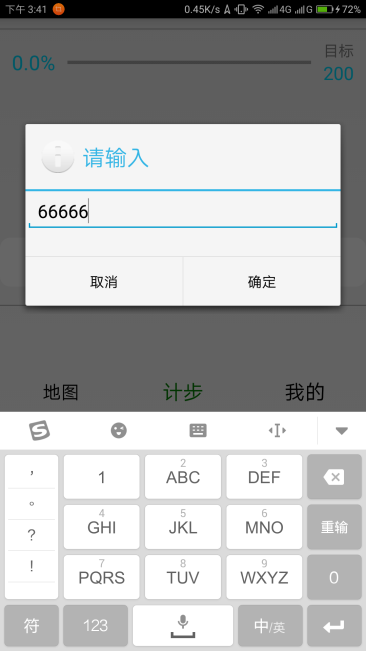 下午 3:41 0.45K/s 4G G 72%
目标
0.0%
200
请输入
66666
取消 确定
地图 计步 我的
S
， 1 2 ABC 3 DEF
。
? 4 GHI 5 JKL 6 MNO 重输
! 7 PQRS 8 TUV 9 WXYZ 0
符 123 中/英